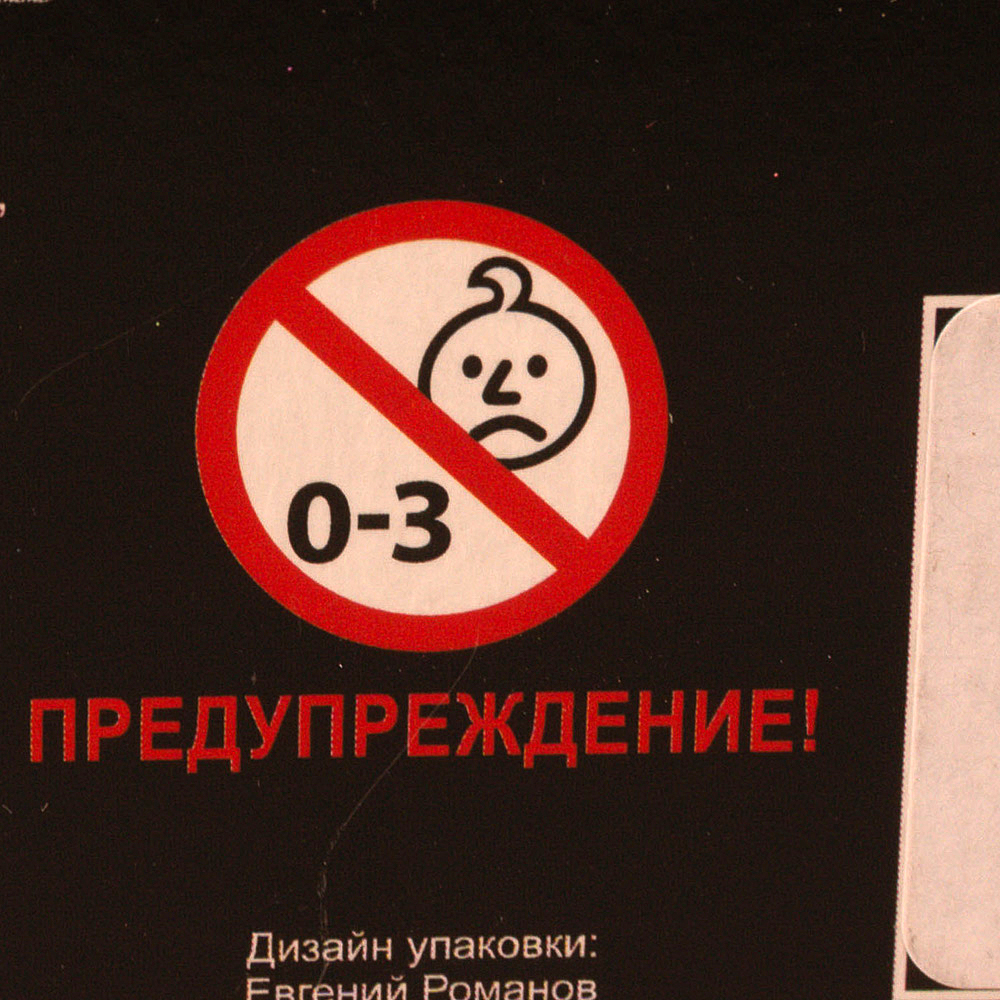 0-3
ПРЕДУПРЕЖДЕНИЕ!
Дизайн упаковки:
Евгений Романов